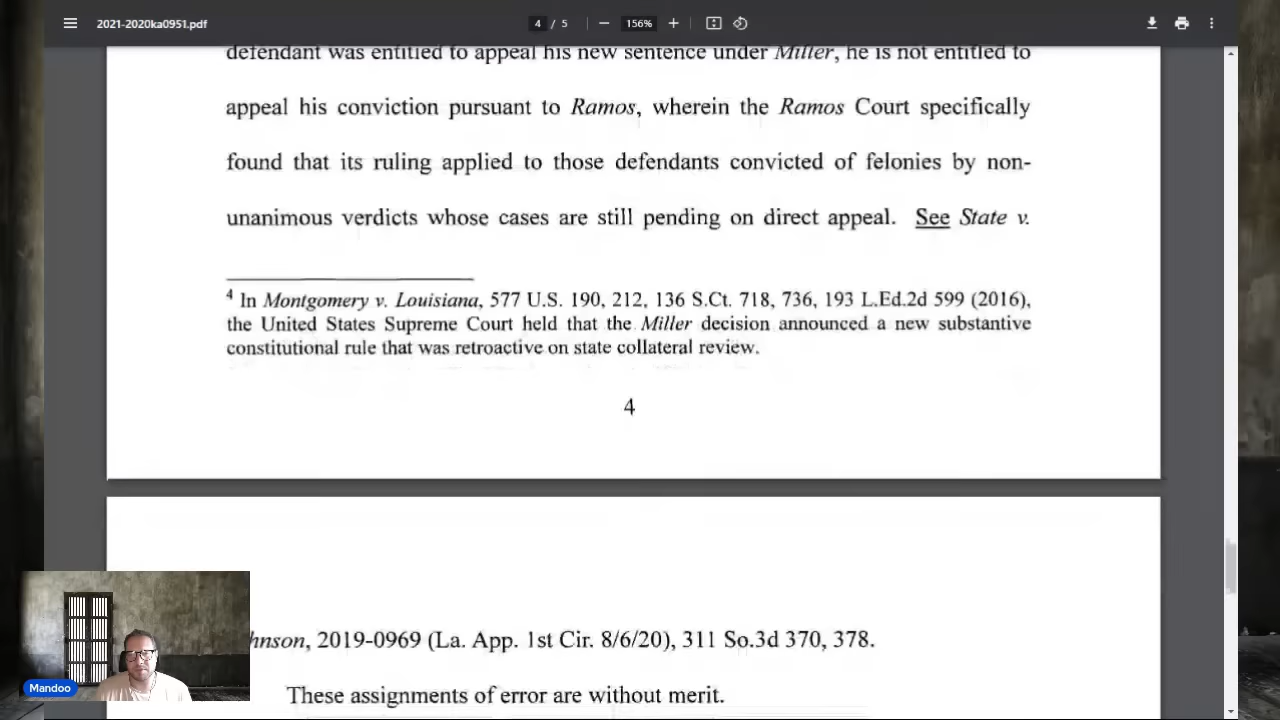 2021-2020ka0951.pdf
4 / 5
156%
defendant was entitled to appeal his new sentence under Miller, he is not entitled to
appeal his conviction pursuant to Ramos, wherein the Ramos Court specifically
found that its ruling applied to those defendants convicted of felonies by non-
unanimous verdicts whose cases are still pending on direct appeal. See State v.
4 In Montgomery v. Louisiana, 577 U.S. 190, 212, 136 S.Ct. 718, 736, 193 L.Ed.2d 599 (2016),
the United States Supreme Court held that the Miller decision announced a new substantive
constitutional rule that was retroactive on state collateral review.
4
hnson, 2019-0969 (La. App. 1st Cir. 8/6/20), 311 So.3d 370, 378.
These assignments of error are without merit.
Mandoo